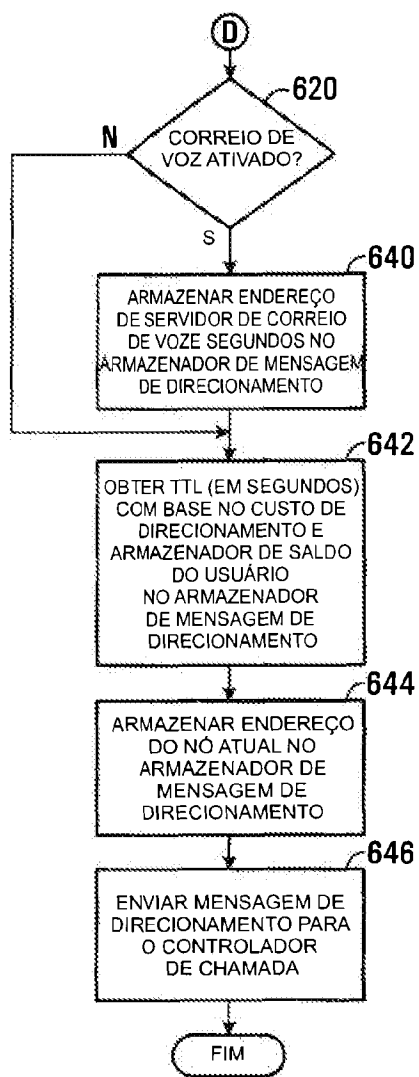 D
620
N
CORREIO DE
VOZ ATIVADO?
S
640
ARMAZENAR ENDEREÇO
DE SERVIDOR DE CORREIO
DE VOZE SEGUNDOS NO
ARMAZENADOR DE MENSAGEM
DE DIRECIONAMENTO
642
OBTER TTL (EM SEGUNDOS)
COM BASE NO CUSTO DE
DIRECIONAMENTO E
ARMAZENADOR DE SALDO
DO USUÁRIO
NO ARMAZENADOR
DE MENSAGEM DE
DIRECIONAMENTO
644
ARMAZENAR ENDEREÇO
DO NÓ ATUAL NO
ARMAZENADOR DE
MENSAGEM DE
DIRECIONAMENTO
646
ENVIAR MENSAGEM DE
DIRECIONAMENTO PARA
O CONTROLADOR
DE CHAMADA
FIM